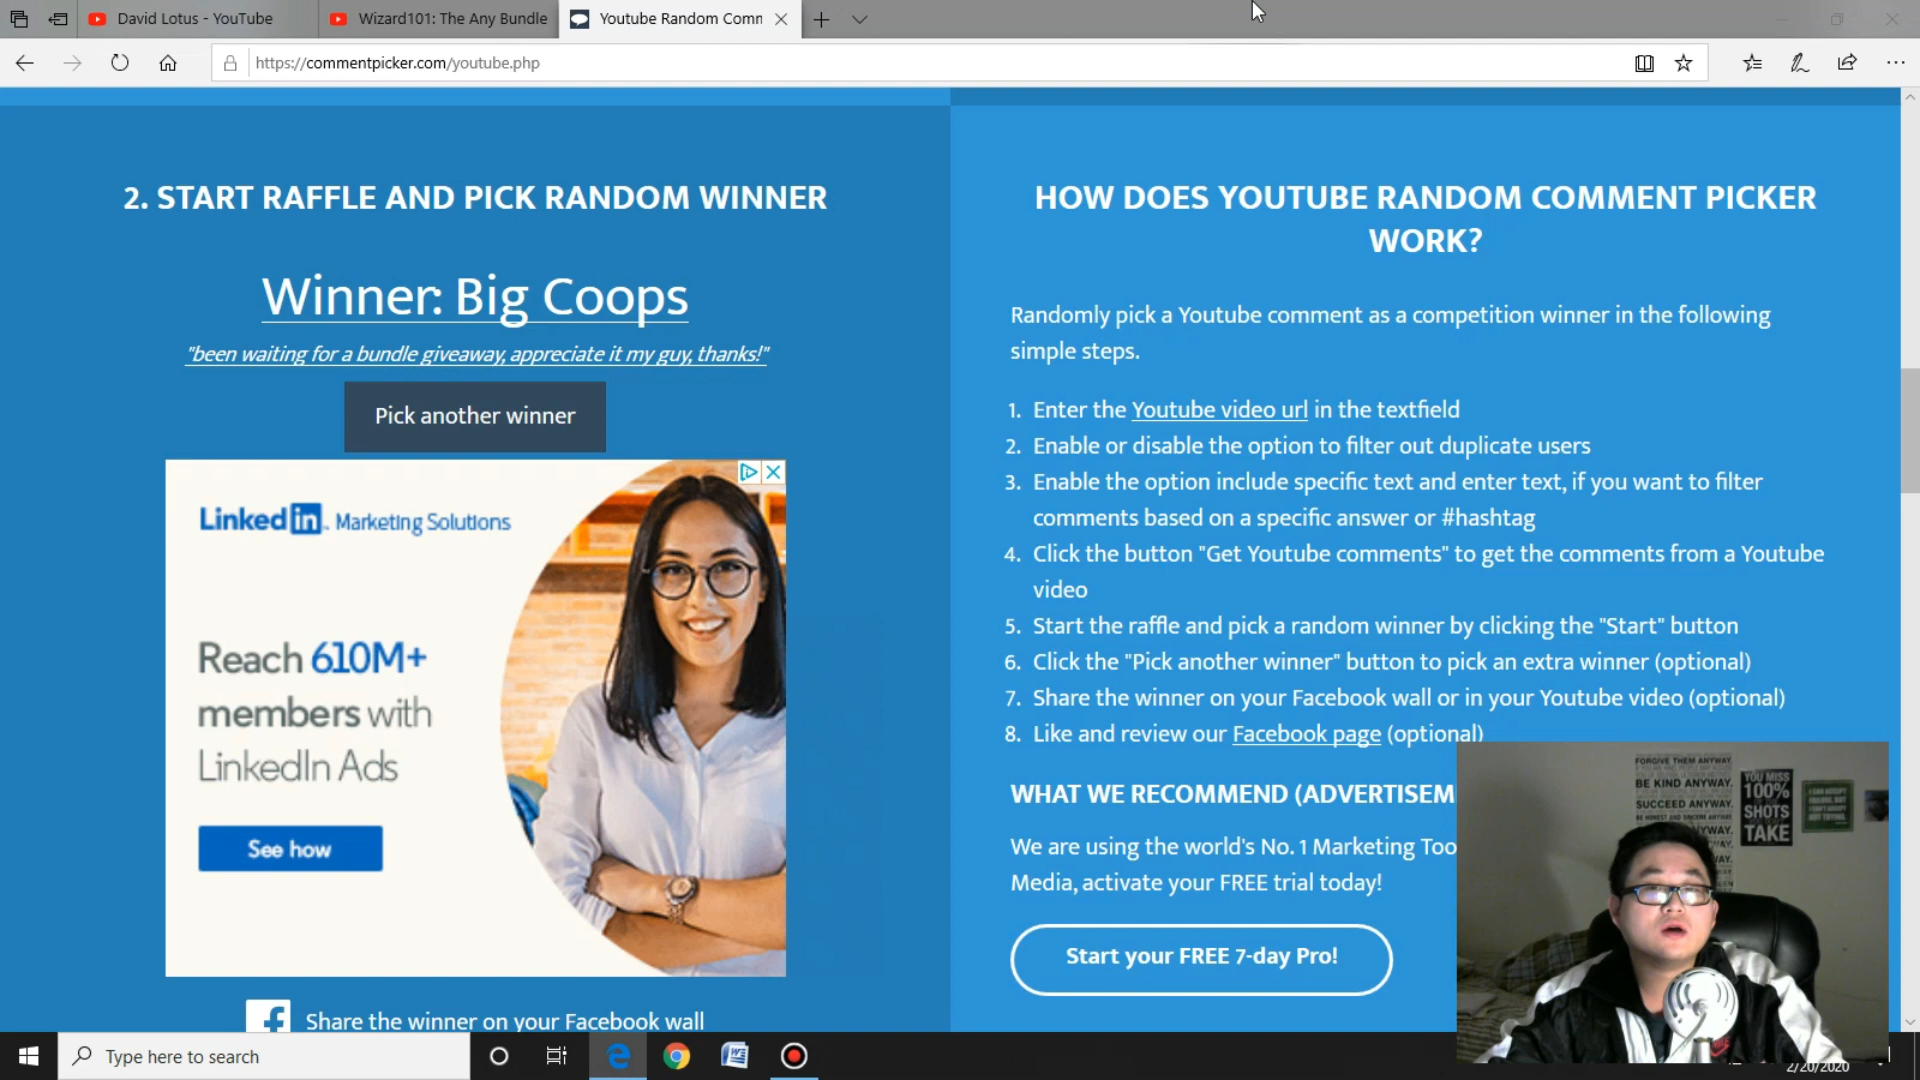 David Lotus - YouTube
Wizard101: The Any Bundle
Youtube Random Comm
https://commentpicker.com/youtube.php
2. START RAFFLE AND PICK RANDOM WINNER
Winner: Big Coops
"been waiting for a bundle giveaway, appreciate it my guy, thanks!"
Pick another winner
Linked in Marketing Solutions
Reach 610M+
members with
LinkedIn Ads
See how
Share the winner on your Facebook wall
HOW DOES YOUTUBE RANDOM COMMENT PICKER
WORK?
Randomly pick a Youtube comment as a competition winner in the following
simple steps.
1. Enter the Youtube video url in the textfield
2. Enable or disable the option to filter out duplicate users
3. Enable the option include specific text and enter text, if you want to filter
comments based on a specific answer or #hashtag
4. Click the button "Get Youtube comments" to get the comments from a Youtube
video
5. Start the raffle and pick a random winner by clicking the "Start" button
6. Click the "Pick another winner" button to pick an extra winner (optional)
7. Share the winner on your Facebook wall or in your Youtube video (optional)
8. Like and review our Facebook page (optional)
WHAT WE RECOMMEND (ADVERTISEM
We are using the world's No. 1 Marketing Too
Media, activate your FREE trial today!
Start your FREE 7-day Pro!
FORGIVE THEM ANYWAY.
BE KIND ANYWAY.
SUCCEED ANYWAY.
YOU MISS
100%
SHOTS
TAKE
Type here to search
2/20/2020